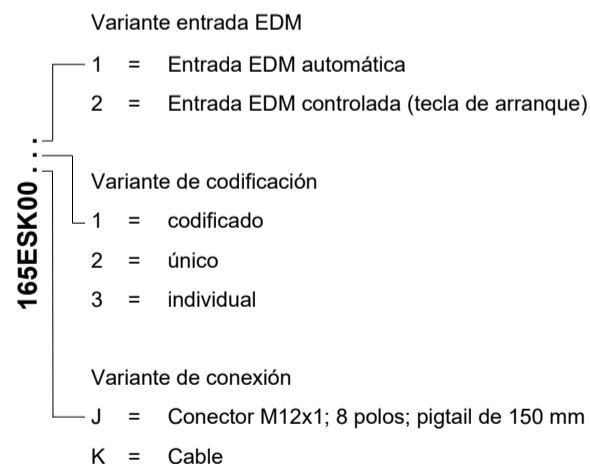 Variante entrada EDM
1 = Entrada EDM automática
2 = Entrada EDM controlada (tecla de arranque)
165ESK00 . . .
Variante de codificación
1 = codificado
2 = único
3 = individual
Variante de conexión
J = Conector M12x1; 8 polos; pigtail de 150 mm
K = Cable